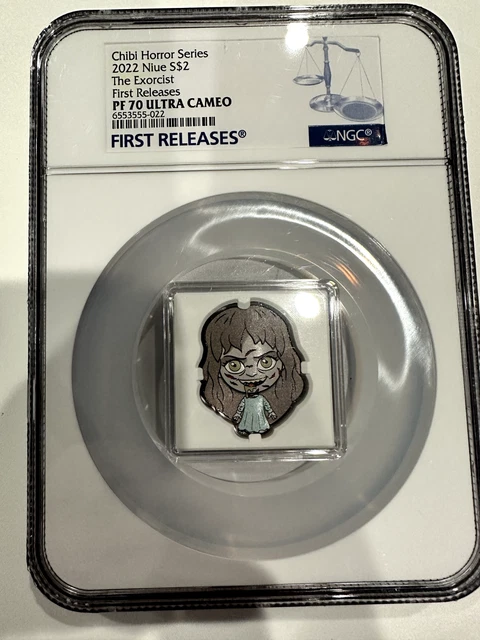 Chibi Horror Series
2022 Niue S$2
The Exorcist
First Releases
PF 70 ULTRA CAMEO
6553555-022
FIRST RELEASES®
NGC®